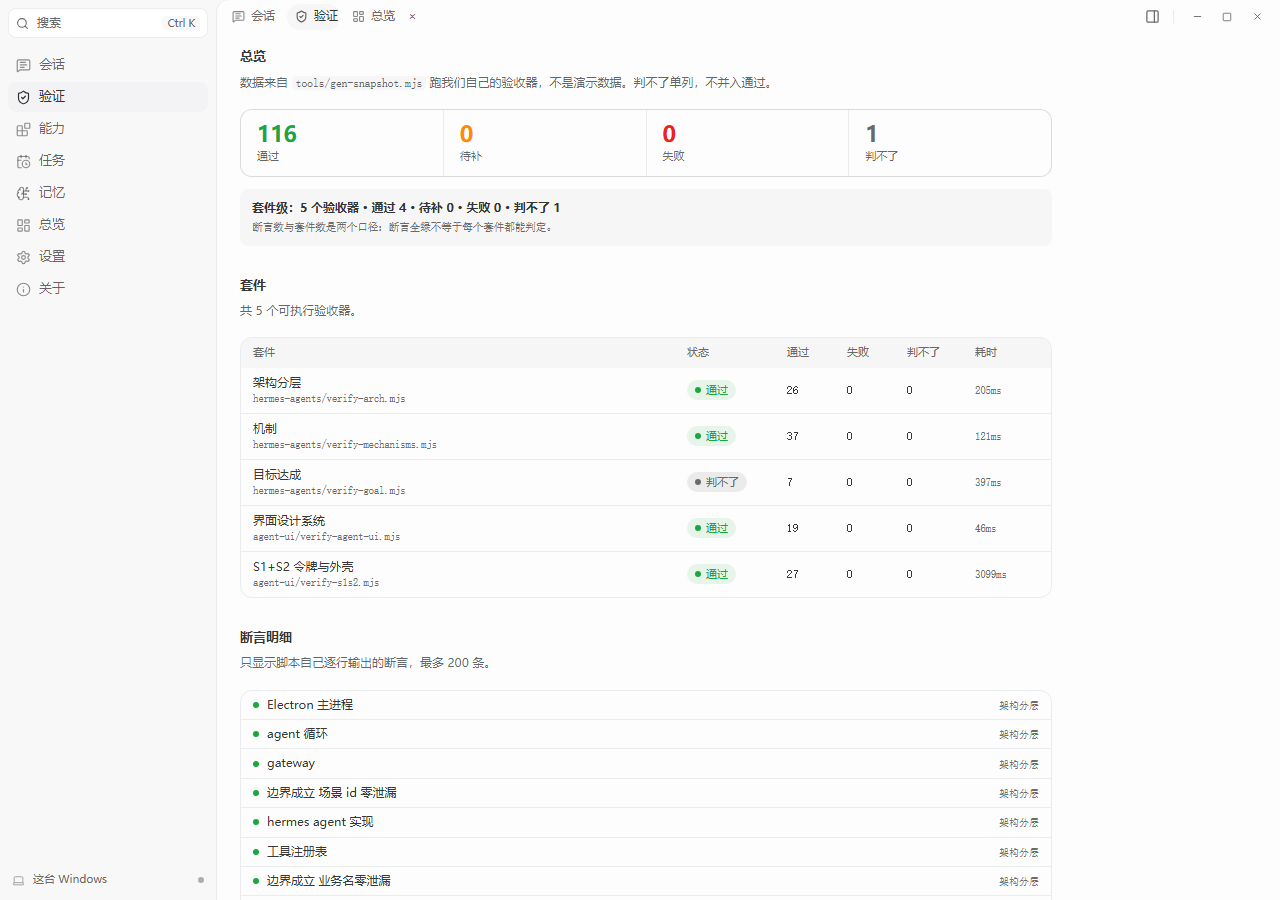 搜索 Ctrl K
会话
验证
能力
任务
记忆
总览
设置
关于
这台 Windows
会话 验证 总览 ×
总览
数据来自 tools/gen-snapshot.mjs 跑我们自己的验收器，不是演示数据。判不了单列，不并入通过。
116 0 0 1
通过 待补 失败 判不了
套件级：5 个验收器 • 通过 4 • 待补 0 • 失败 0 • 判不了 1
断言数与套件数是两个口径：断言全绿不等于每个套件都能判定。
套件
共 5 个可执行验收器。
套件 状态 通过 失败 判不了 耗时
架构分层
hermes-agents/verify-arch.mjs
通过 26 0 0 205ms
机制
hermes-agents/verify-mechanisms.mjs
通过 37 0 0 121ms
目标达成
hermes-agents/verify-goal.mjs
判不了 7 0 0 397ms
界面设计系统
agent-ui/verify-agent-ui.mjs
通过 19 0 0 46ms
S1+S2 令牌与外壳
agent-ui/verify-s1s2.mjs
通过 27 0 0 3099ms
断言明细
只显示脚本自己逐行输出的断言，最多 200 条。
Electron 主进程 架构分层
agent 循环 架构分层
gateway 架构分层
边界成立 场景 id 零泄漏 架构分层
hermes agent 实现 架构分层
工具注册表 架构分层
边界成立 业务名零泄漏 架构分层